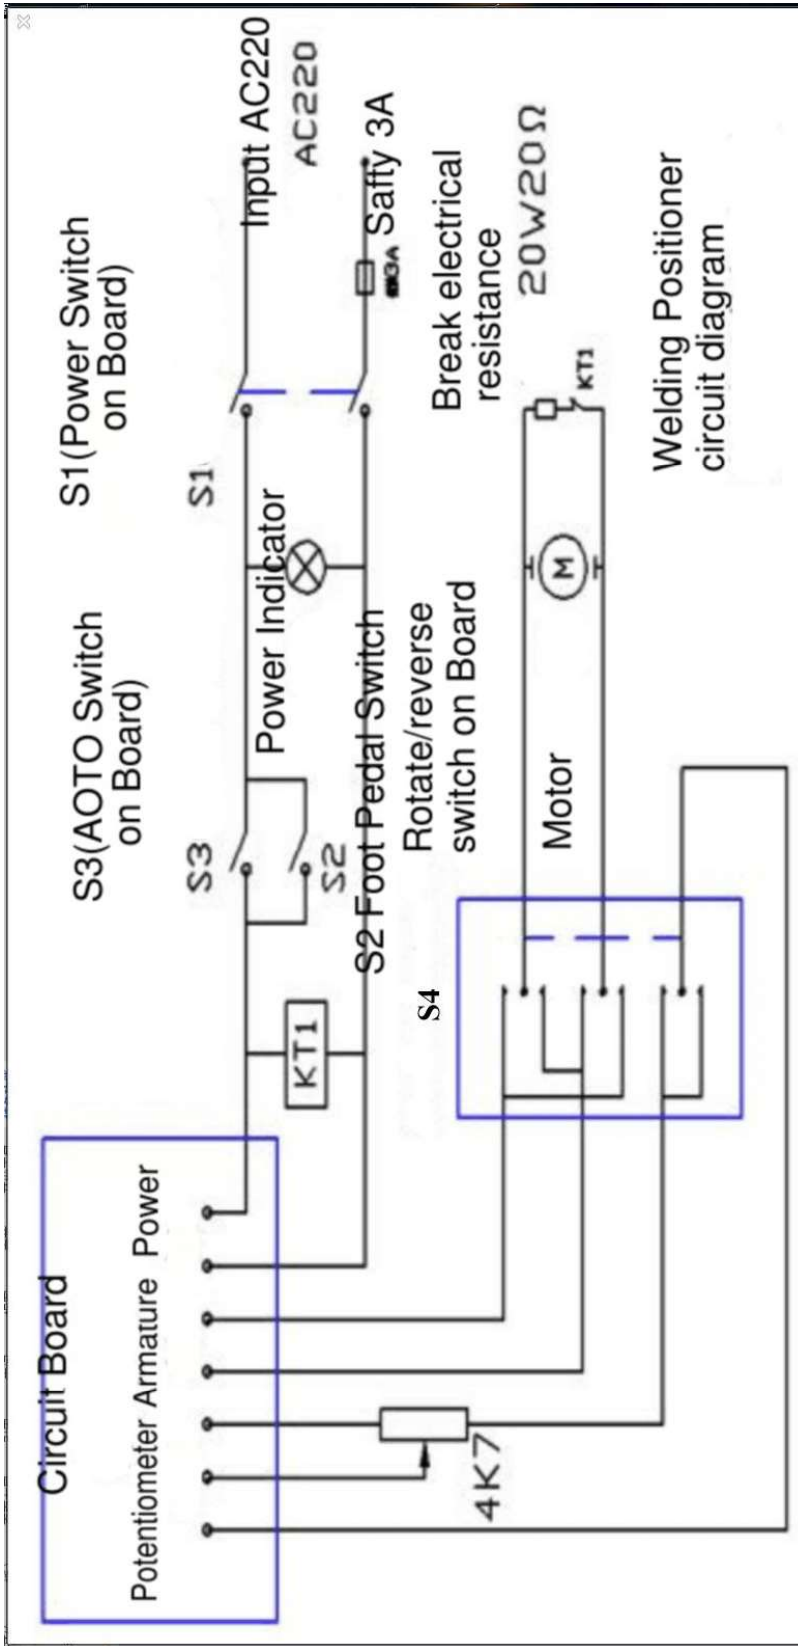 S1(Power Switch
on Board)
S3(AOTO Switch
on Board)
Circuit Board
Potentiometer Armature Power
S1
S3
Input AC220
AC220
Power Indicator
S2
KT1
Safty 3A
3A
S2 Foot Pedal Switch
Break electrical
resistance
20W20Ω
Rotate/reverse
switch on Board
S4
4K7
KT1
M
Motor
Welding Positioner
circuit diagram